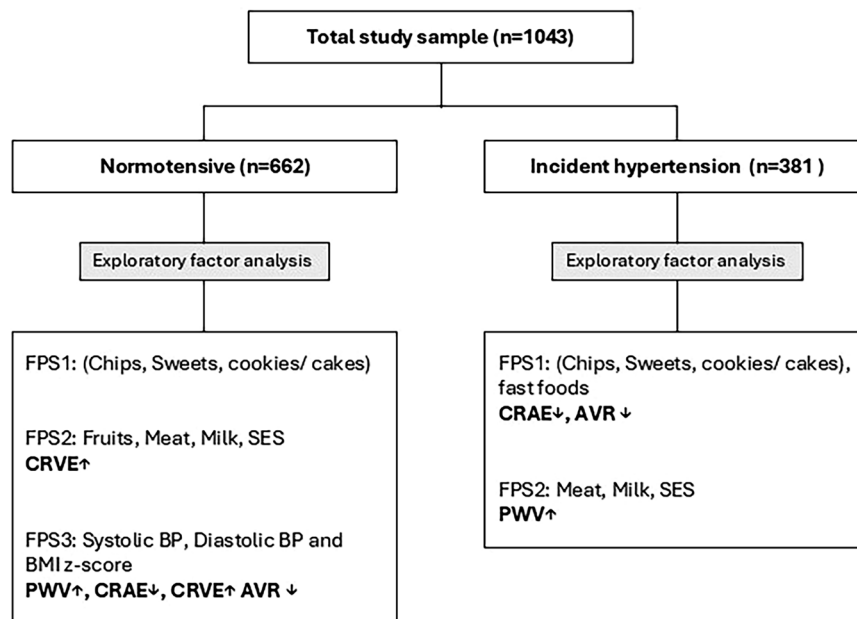 Total study sample (n=1043)
Normotensive (n=662)
Incident hypertension (n=381 )
Exploratory factor analysis
Exploratory factor analysis
FPS1: (Chips, Sweets, cookies/ cakes)
FPS2: Fruits, Meat, Milk, SES
CRVE↑
FPS3: Systolic BP, Diastolic BP and
BMI z-score
PWV↑, CRAE↓, CRVE↑ AVR ↓
FPS1: (Chips, Sweets, cookies/ cakes),
fast foods
CRAE↓, AVR ↓
FPS2: Meat, Milk, SES
PWV↑